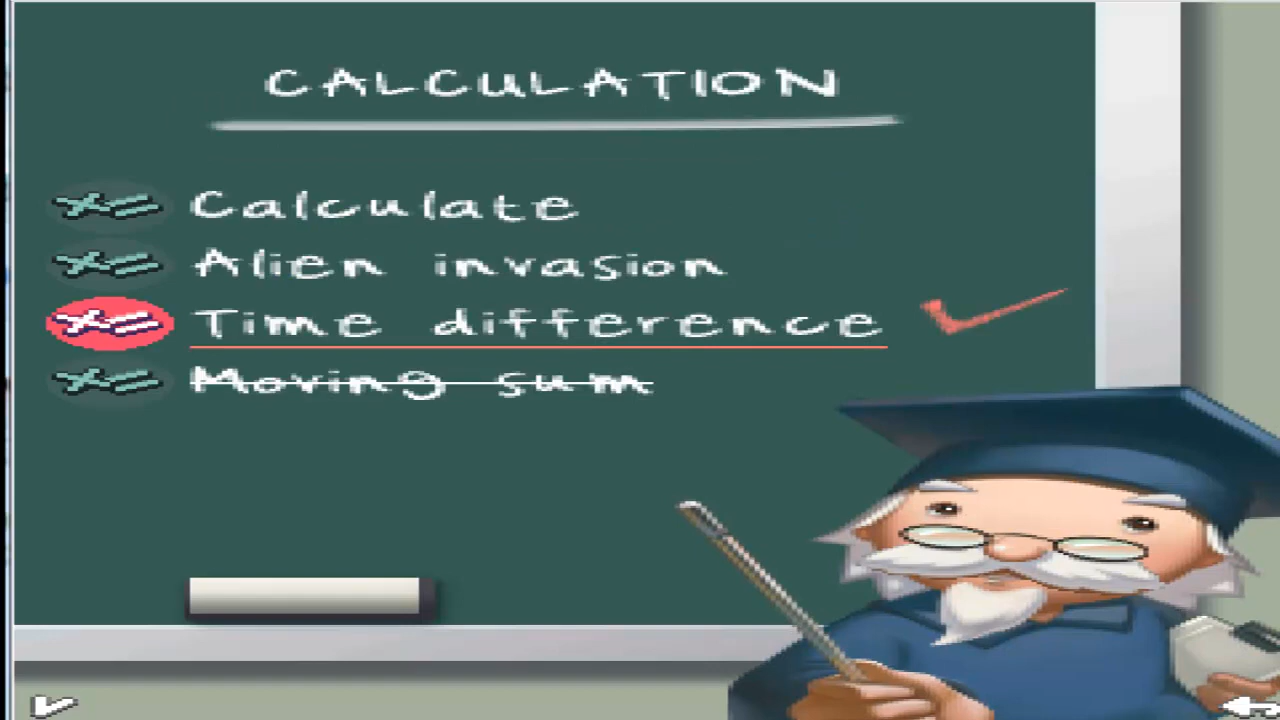 CALCULATION
Calculate
Alien invasion
Time difference
Moving sum